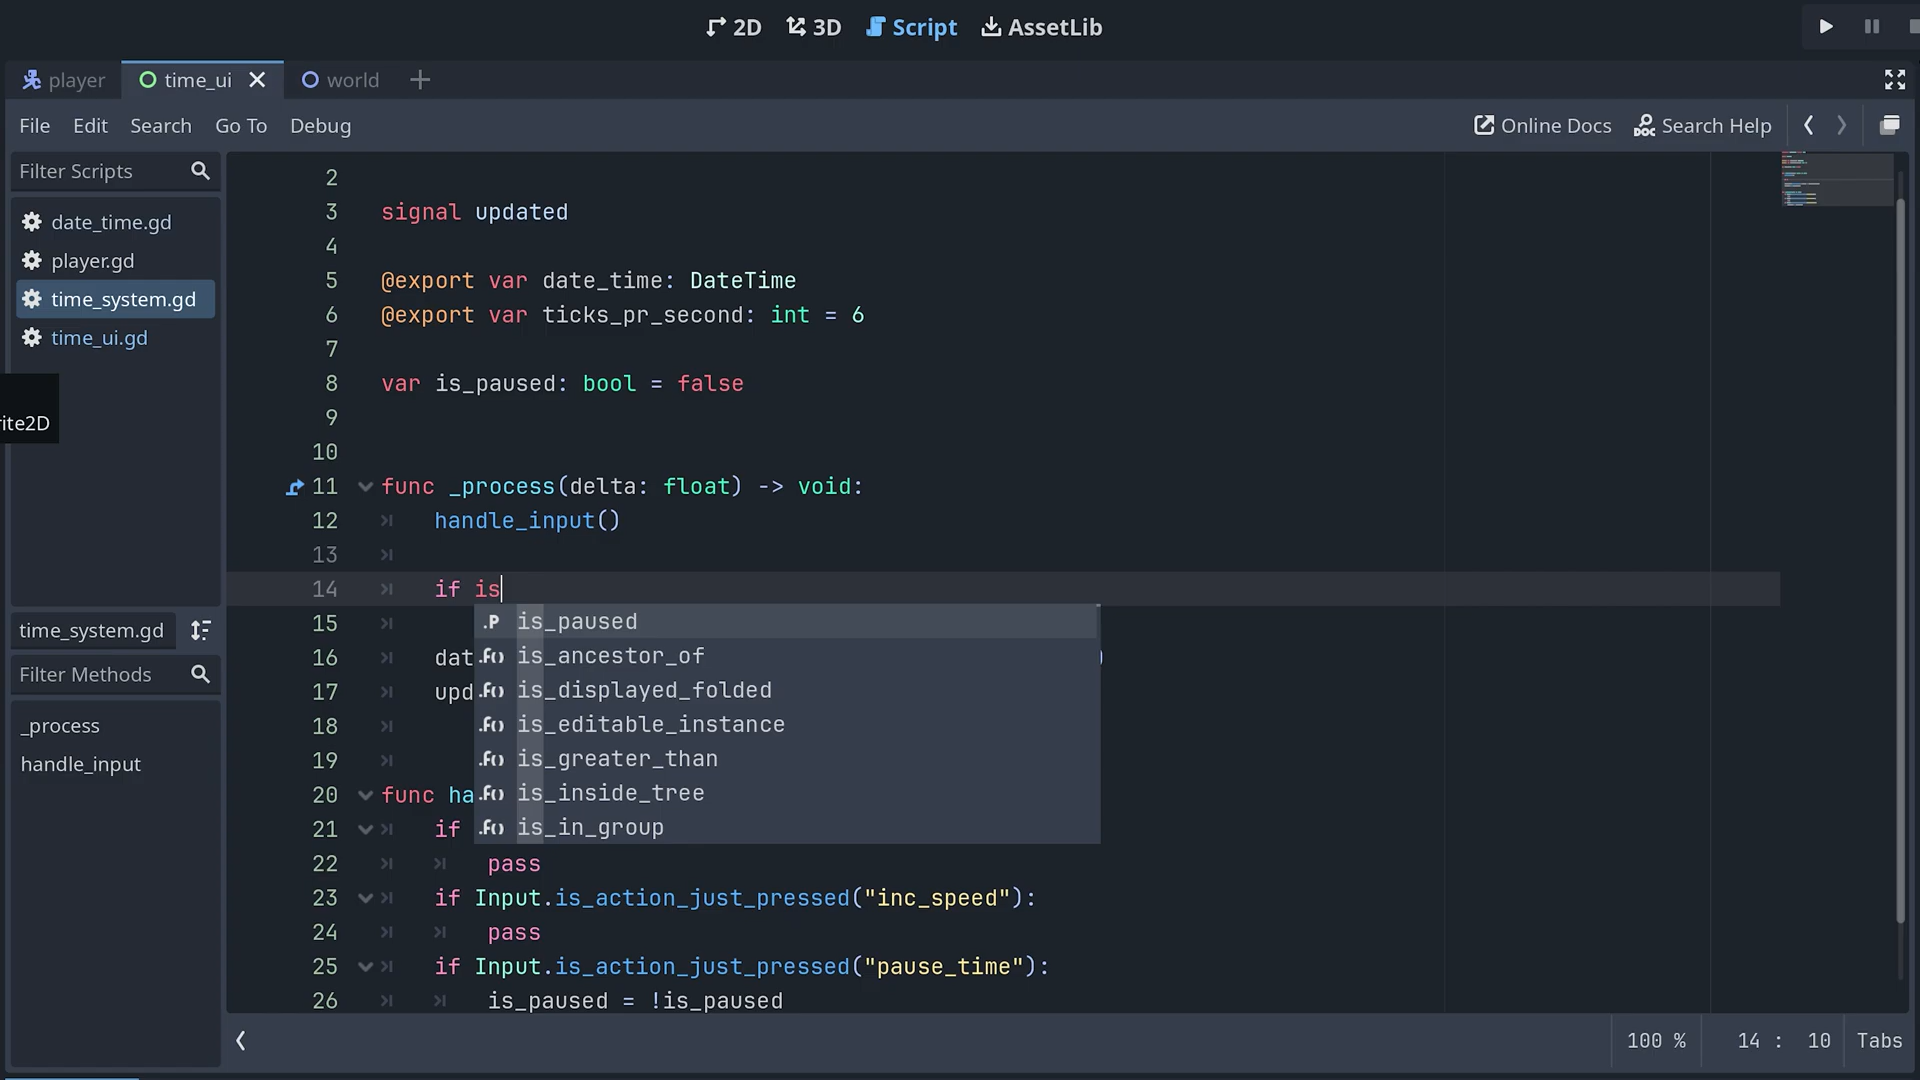 2D 3D Script AssetLib
player time_ui world
File Edit Search Go To Debug Online Docs Search Help
Filter Scripts
date_time.gd
player.gd
time_system.gd
time_ui.gd
rite2D
time_system.gd
Filter Methods
_process
handle_input
2
3 signal updated
4
5 @export var date_time: DateTime
6 @export var ticks_pr_second: int = 6
7
8 var is_paused: bool = false
9
10
11 func _process(delta: float) -> void:
12 handle_input()
13
14 if is
15
16 dat )
17 upd
18
19
20 func ha
21 if
22 pass
23 if Input.is_action_just_pressed("inc_speed"):
24 pass
25 if Input.is_action_just_pressed("pause_time"):
26 is_paused = !is_paused
.P is_paused
.f() is_ancestor_of
.f() is_displayed_folded
.f() is_editable_instance
.f() is_greater_than
.f() is_inside_tree
.f() is_in_group
100 % 14 : 10 Tabs